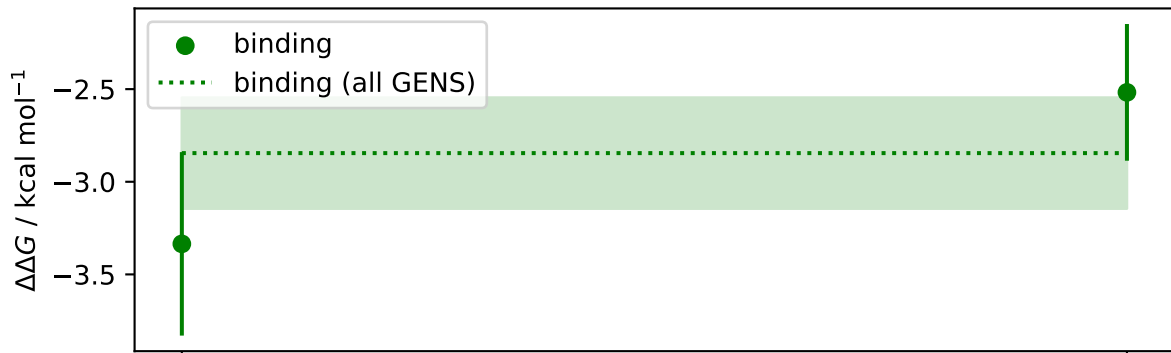 binding
binding (all GENS)
−2.5
−3.0
−3.5
ΔΔG / kcal mol⁻¹